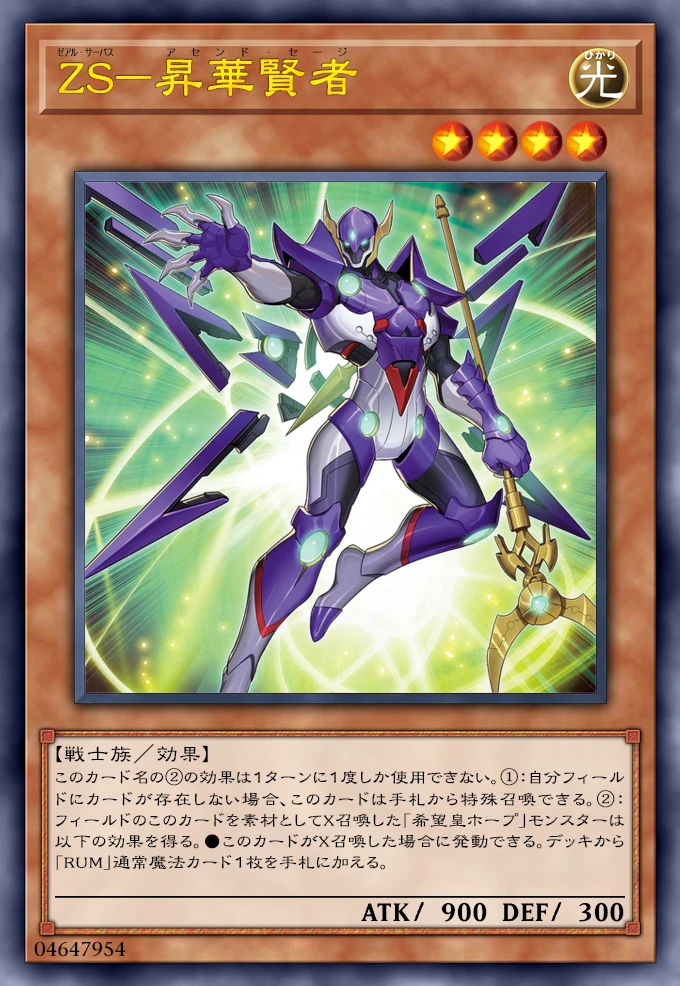 ゼアル・サーバス アセンド・セージ
ZS－昇華賢者
ひかり
光
【戦士族／効果】
このカード名の②の効果は1ターンに1度しか使用できない。①：自分フィール
ドにカードが存在しない場合、このカードは手札から特殊召喚できる。②：
フィールドのこのカードを素材としてX召喚した「希望皇ホープ」モンスターは
以下の効果を得る。●このカードがX召喚した場合に発動できる。デッキから
「RUM」通常魔法カード1枚を手札に加える。
ATK/ 900 DEF/ 300
04647954